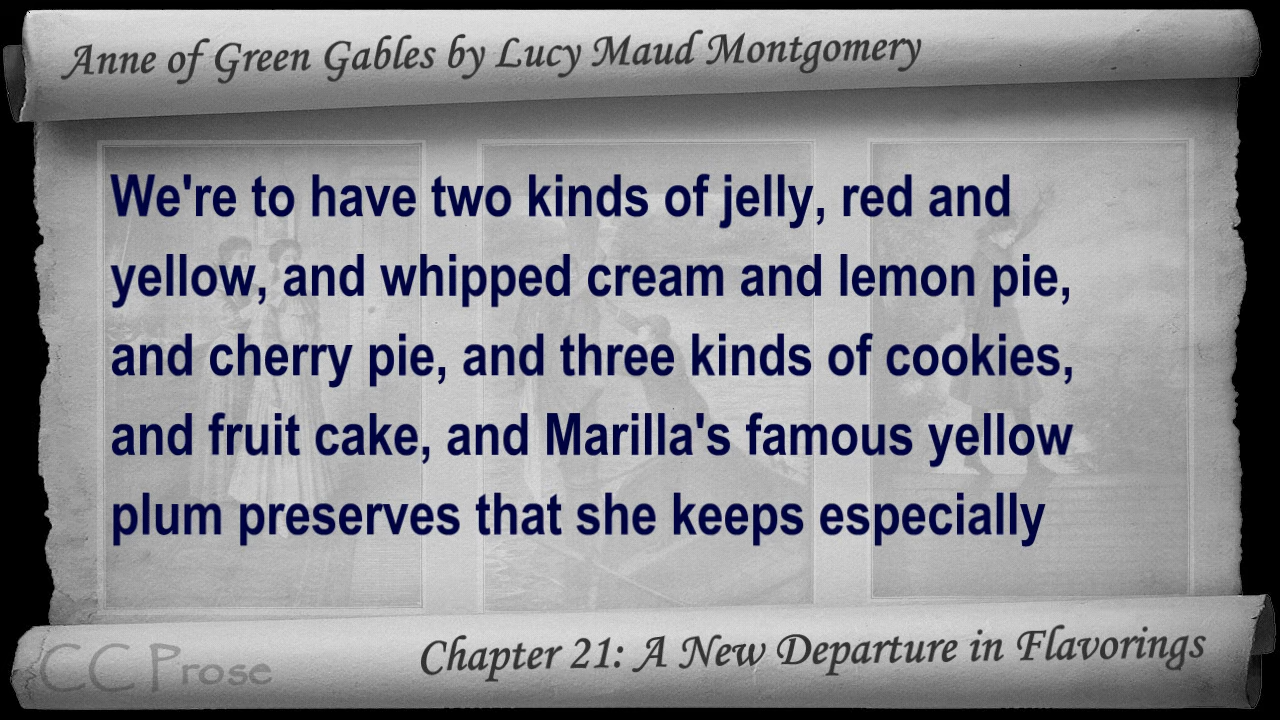 Anne of Green Gables by Lucy Maud Montgomery
We're to have two kinds of jelly, red and
yellow, and whipped cream and lemon pie,
and cherry pie, and three kinds of cookies,
and fruit cake, and Marilla's famous yellow
plum preserves that she keeps especially
Chapter 21: A New Departure in Flavorings
CC Prose